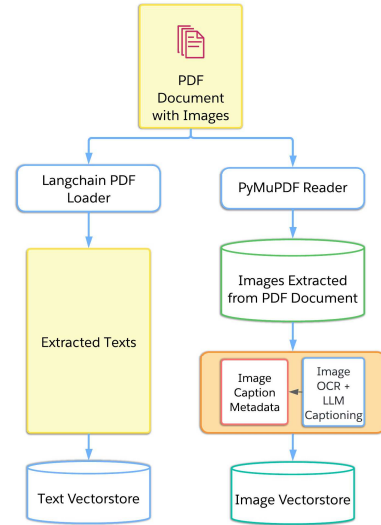 PDF
Document
with Images
Langchain PDF
Loader
PyMuPDF Reader
Extracted Texts
Images Extracted
from PDF Document
Image
Caption
Metadata
Image
OCR +
LLM
Captioning
Text Vectorstore
Image Vectorstore